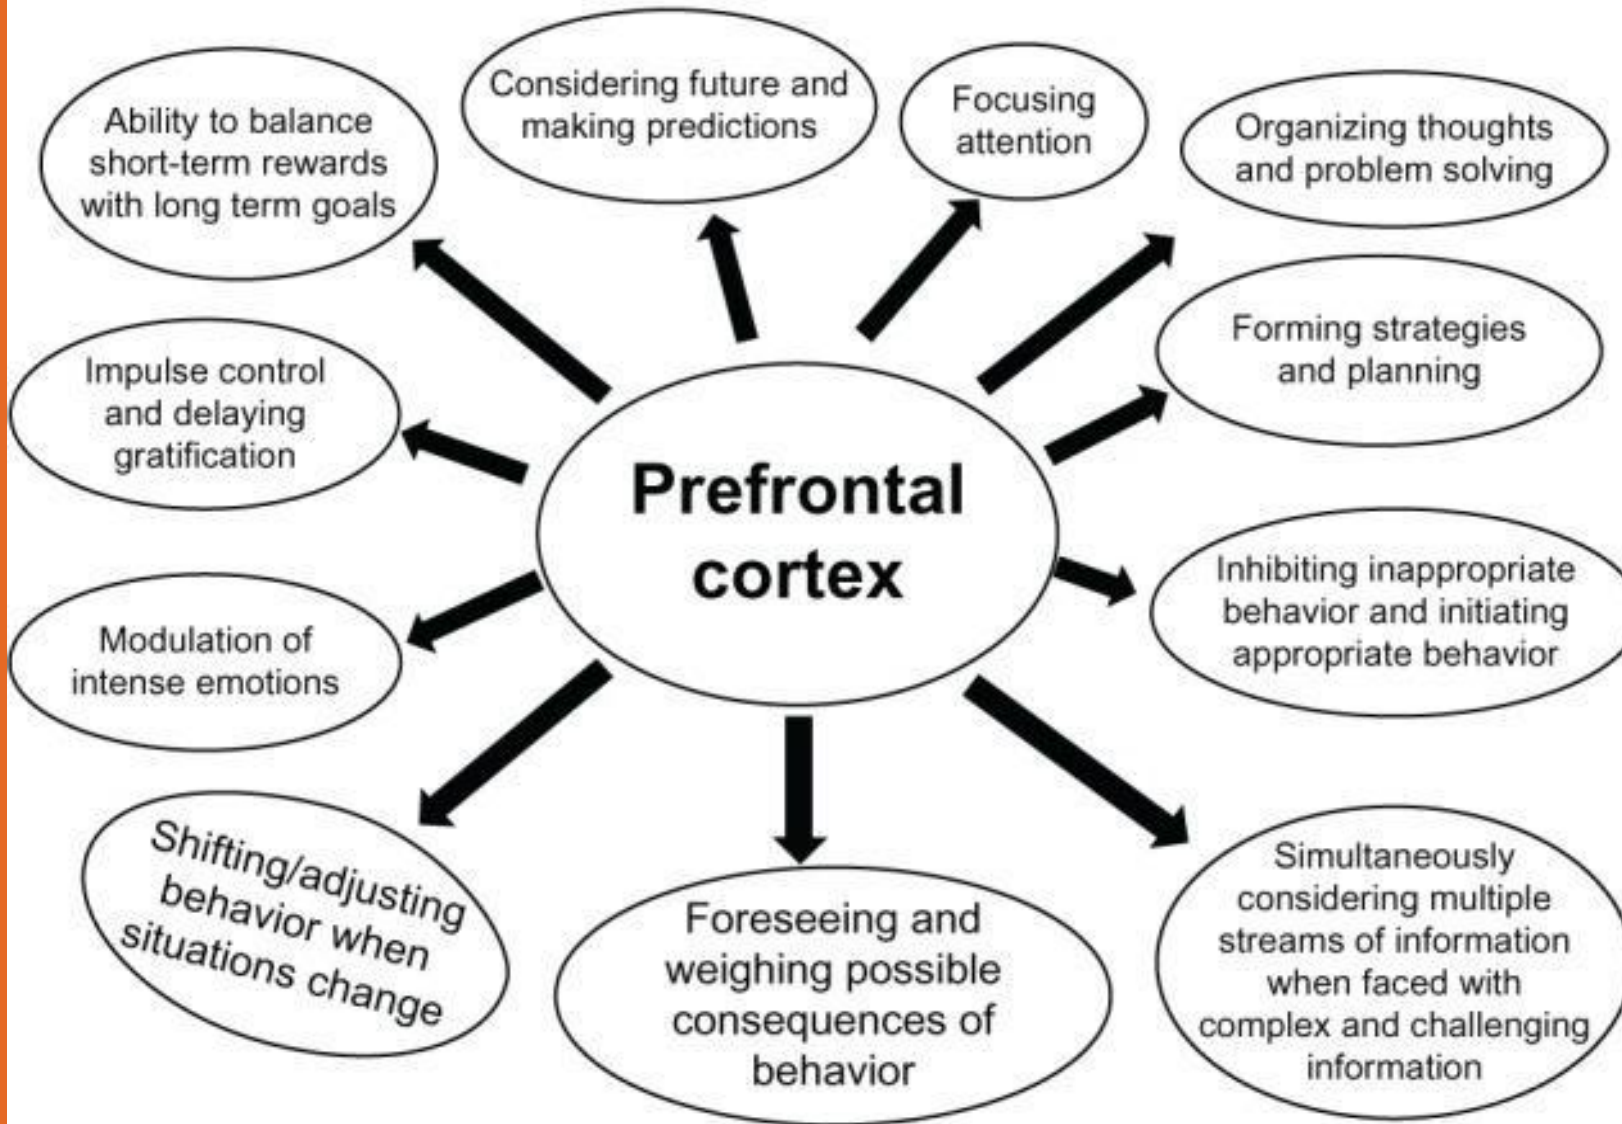 Ability to balance
short-term rewards
with long term goals
Considering future and
making predictions
Focusing
attention
Organizing thoughts
and problem solving
Forming strategies
and planning
Impulse control
and delaying
gratification
Prefrontal
cortex
Inhibiting inappropriate
behavior and initiating
appropriate behavior
Modulation of
intense emotions
Shifting/adjusting
behavior when
situations change
Foreseeing and
weighing possible
consequences of
behavior
Simultaneously
considering multiple
streams of information
when faced with
complex and challenging
information